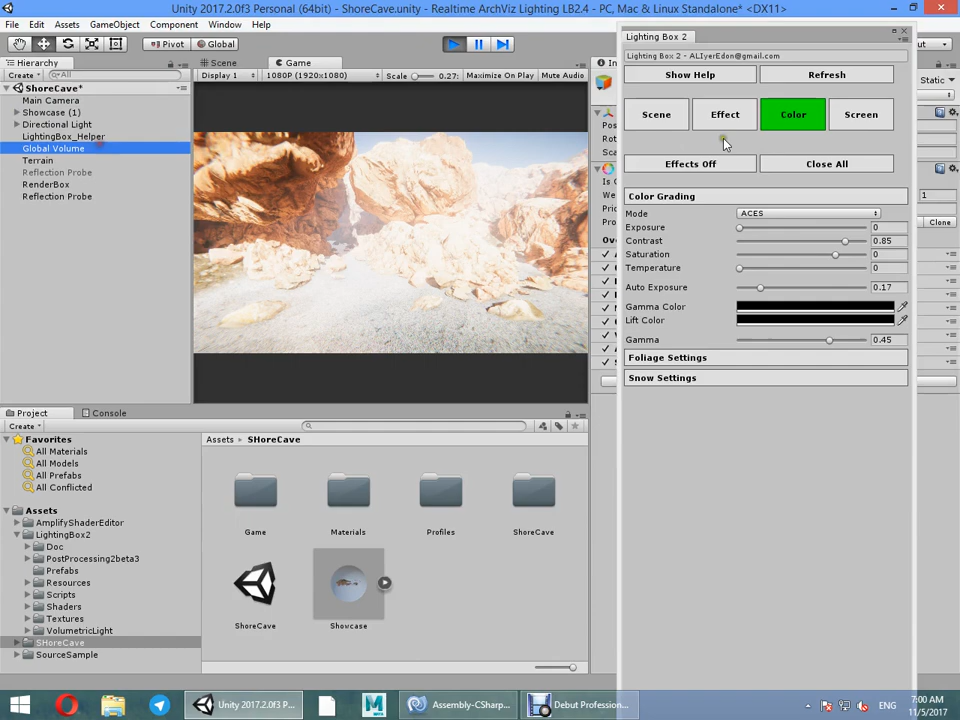 Unity 2017.2.0f3 Personal (64bit) - ShoreCave.unity - Realtime ArchViz Lighting LB2.4 - PC, Mac & Linux Standalone* <DX11>
File Edit Assets GameObject Component Window Help
Pivot Global
Hierarchy
Create All
ShoreCave*
Main Camera
Showcase (1)
Directional Light
LightingBox_Helper
Global Volume
Terrain
Reflection Probe
RenderBox
Reflection Probe
Scene Game
Display 1 1080P (1920x1080) Scale 0.27: Maximize On Play Mute Audio
Lighting Box 2
Lighting Box 2 - ALIyerEdon@gmail.com
Show Help Refresh
Scene Effect Color Screen
Effects Off Close All
Color Grading
Mode ACES
Exposure 0
Contrast 0.85
Saturation 0
Temperature 0
Auto Exposure 0.17
Gamma Color
Lift Color
Gamma 0.45
Foliage Settings
Snow Settings
Static
1
Clone
Project Console
Create
Favorites
All Materials
All Models
All Prefabs
All Conflicted
Assets
AmplifyShaderEditor
LightingBox2
Doc
PostProcessing2beta3
Prefabs
Resources
Scripts
Shaders
Textures
VolumetricLight
SHoreCave
SourceSample
Assets SHoreCave
Game Materials Profiles ShoreCave
ShoreCave Showcase
Unity 2017.2.0f3 P... Assembly-CSharp... Debut Profession...
ENG
7:00 AM
11/5/2017